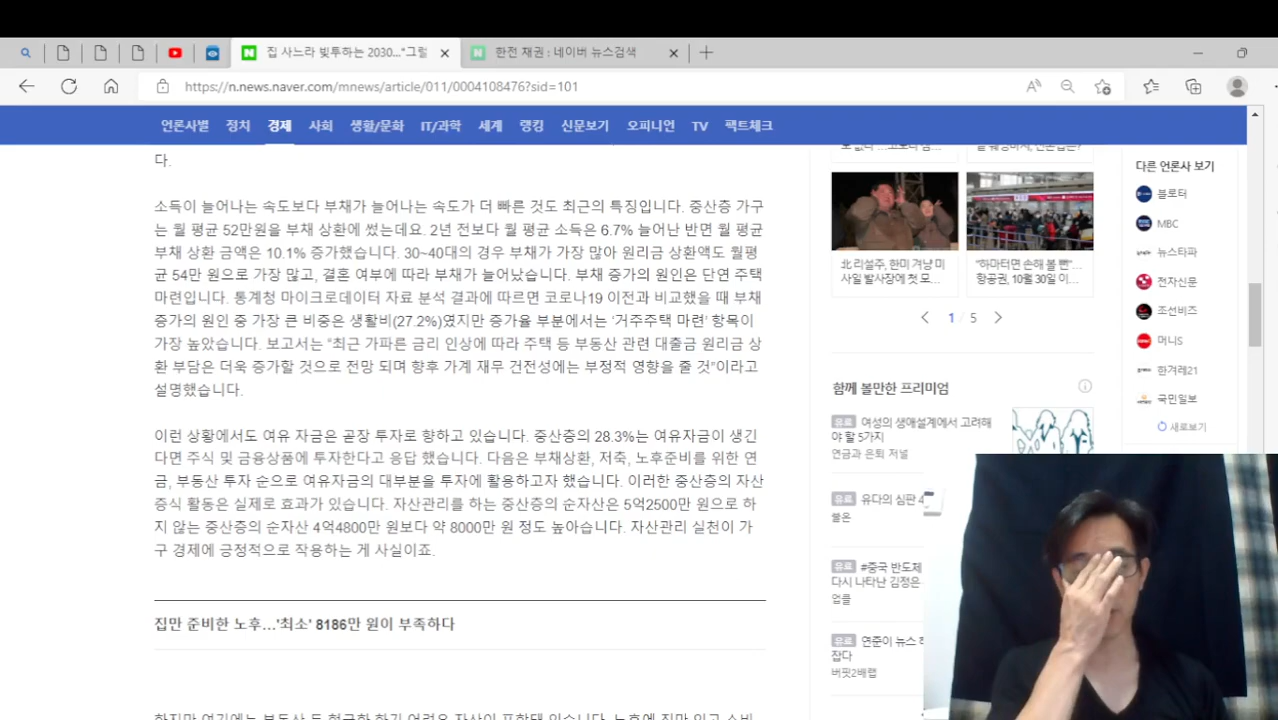 집 사느라 빚투하는 2030..."그럴
한전 채권 : 네이버 뉴스검색
https://n.news.naver.com/mnews/article/011/0004108476?sid=101
언론사별 정치 경제 사회 생활/문화 IT/과학 세계 랭킹 신문보기 오피니언 TV 팩트체크
다.
소득이 늘어나는 속도보다 부채가 늘어나는 속도가 더 빠른 것도 최근의 특징입니다. 중산층 가구
는 월 평균 52만원을 부채 상환에 썼는데요. 2년 전보다 월 평균 소득은 6.7% 늘어난 반면 월 평균
부채 상환 금액은 10.1% 증가했습니다. 30~40대의 경우 부채가 가장 많아 원리금 상환액도 월평
균 54만 원으로 가장 많고, 결혼 여부에 따라 부채가 늘어났습니다. 부채 증가의 원인은 단연 주택
마련입니다. 통계청 마이크로데이터 자료 분석 결과에 따르면 코로나19 이전과 비교했을 때 부채
증가의 원인 중 가장 큰 비중은 생활비(27.2%)였지만 증가율 부분에서는 ‘거주주택 마련’ 항목이
가장 높았습니다. 보고서는 “최근 가파른 금리 인상에 따라 주택 등 부동산 관련 대출금 원리금 상
환 부담은 더욱 증가할 것으로 전망 되며 향후 가계 재무 건전성에는 부정적 영향을 줄 것”이라고
설명했습니다.
이런 상황에서도 여유 자금은 곧장 투자로 향하고 있습니다. 중산층의 28.3%는 여유자금이 생긴
다면 주식 및 금융상품에 투자한다고 응답 했습니다. 다음은 부채상환, 저축, 노후준비를 위한 연
금, 부동산 투자 순으로 여유자금의 대부분을 투자에 활용하고자 했습니다. 이러한 중산층의 자산
증식 활동은 실제로 효과가 있습니다. 자산관리를 하는 중산층의 순자산은 5억2500만 원으로 하
지 않는 중산층의 순자산 4억4800만 원보다 약 8000만 원 정도 높아습니다. 자산관리 실천이 가
구 경제에 긍정적으로 작용하는 게 사실이죠.
집만 준비한 노후...'최소' 8186만 원이 부족하다
北 리설주, 한미 겨냥 미
사일 발사장에 첫 모...
"하마터면 손해 볼 뻔"...
항공권, 10월 30일 이...
1 / 5
함께 볼만한 프리미엄
유료 여성의 생애설계에서 고려해
야 할 5가지
연금과 은퇴 저널
유료 유다의 심판 4
유료 #중국 반도체
다시 나타난 김정은
업클
유료 연준이 뉴스
잡다
버핏2배랩
다른 언론사 보기
블로터
MBC
뉴스타파
전자신문
조선비즈
머니S
한겨레21
국민일보
새로보기